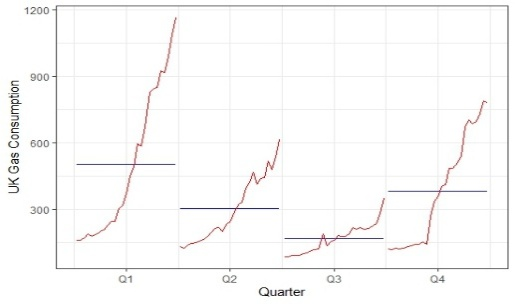 1200
900
600
300
UK Gas Consumption
Q1 Q2 Q3 Q4
Quarter